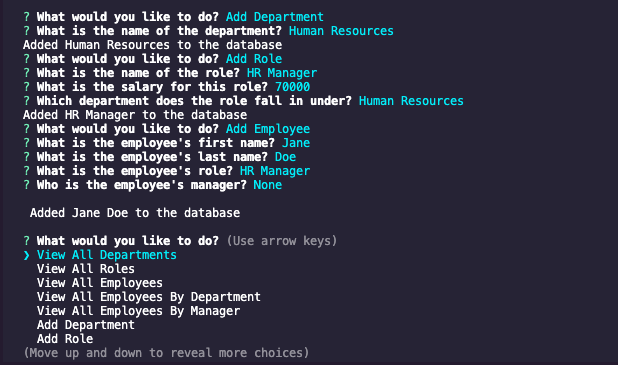 ? What would you like to do? Add Department
? What is the name of the department? Human Resources
Added Human Resources to the database
? What would you like to do? Add Role
? What is the name of the role? HR Manager
? What is the salary for this role? 70000
? Which department does the role fall in under? Human Resources
Added HR Manager to the database
? What would you like to do? Add Employee
? What is the employee's first name? Jane
? What is the employee's last name? Doe
? What is the employee's role? HR Manager
? Who is the employee's manager? None
Added Jane Doe to the database
? What would you like to do? (Use arrow keys)
❯ View All Departments
View All Roles
View All Employees
View All Employees By Department
View All Employees By Manager
Add Department
Add Role
(Move up and down to reveal more choices)